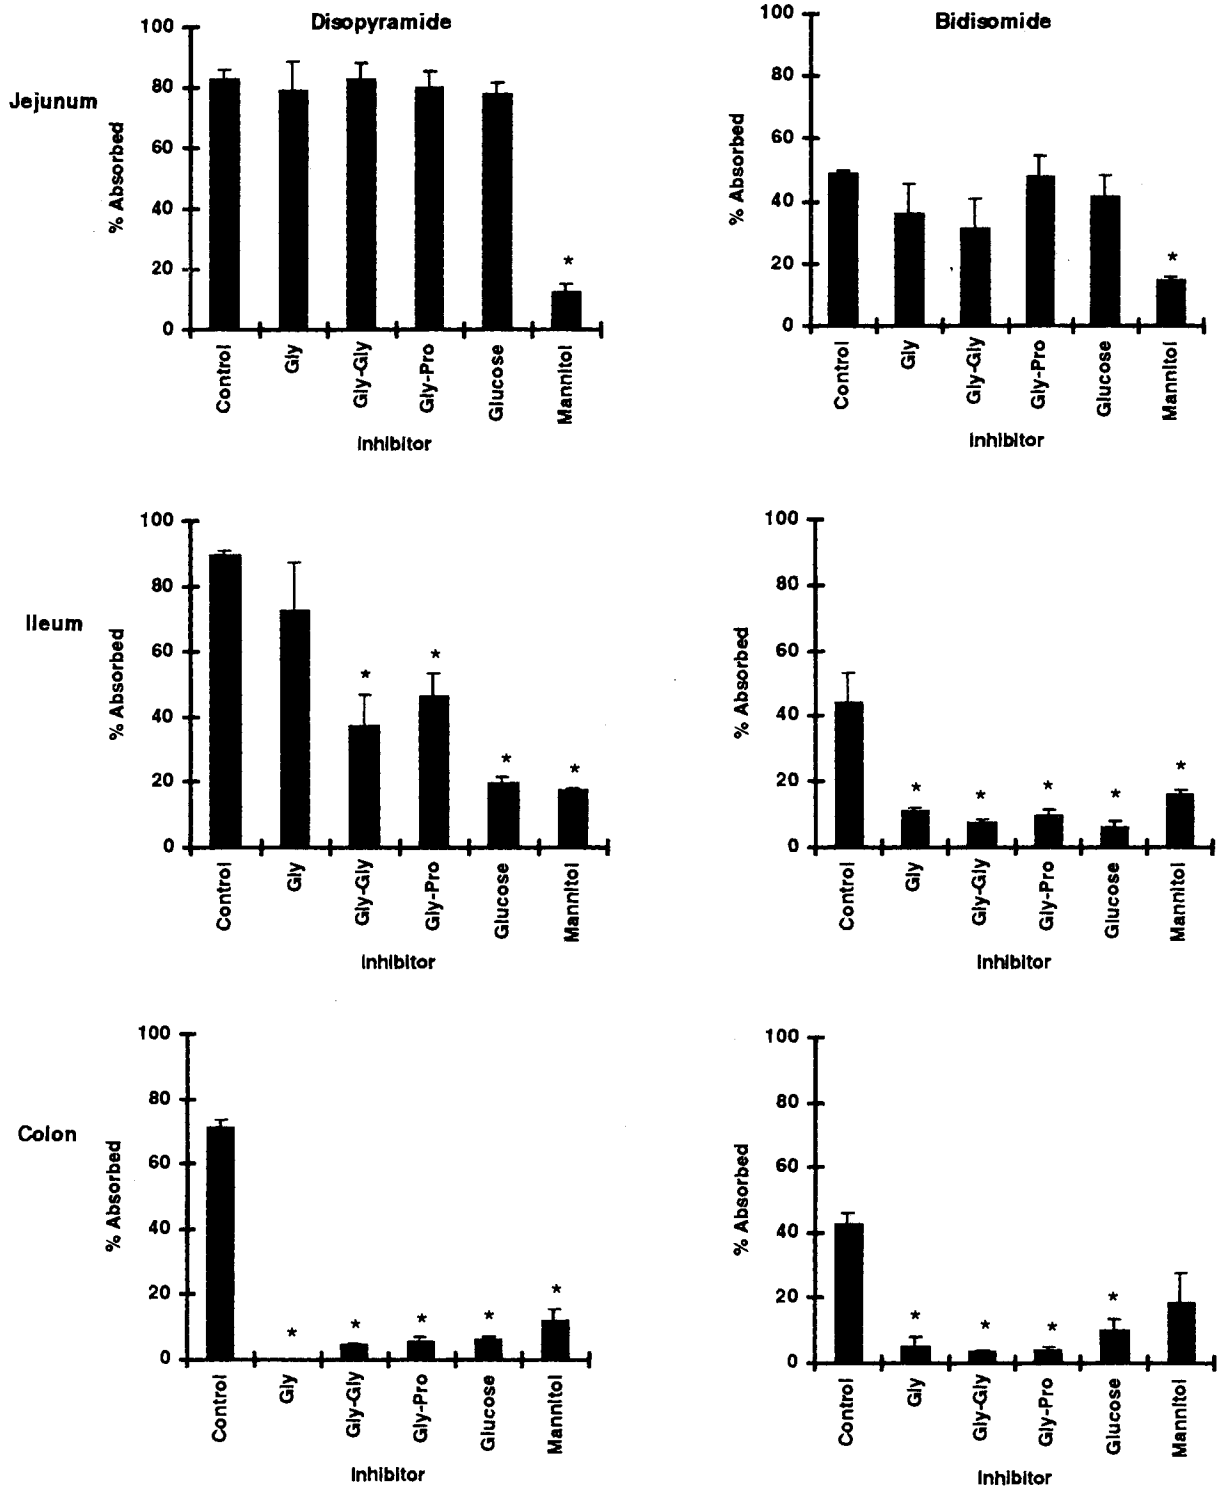 Disopyramide
Bidisomide
Jejunum
% Absorbed
100
80
60
40
20
0
*
Control
Gly
Gly-Gly
Gly-Pro
Glucose
Mannitol
Inhibitor
% Absorbed
100
80
60
40
20
0
*
Control
Gly
Gly-Gly
Gly-Pro
Glucose
Mannitol
Inhibitor
Ileum
% Absorbed
100
80
60
40
20
0
*
*
*
*
Control
Gly
Gly-Gly
Gly-Pro
Glucose
Mannitol
Inhibitor
% Absorbed
100
80
60
40
20
0
*
*
*
*
*
Control
Gly
Gly-Gly
Gly-Pro
Glucose
Mannitol
Inhibitor
Colon
% Absorbed
100
80
60
40
20
0
*
*
*
*
*
Control
Gly
Gly-Gly
Gly-Pro
Glucose
Mannitol
Inhibitor
% Absorbed
100
80
60
40
20
0
*
*
*
*
Control
Gly
Gly-Gly
Gly-Pro
Glucose
Mannitol
Inhibitor